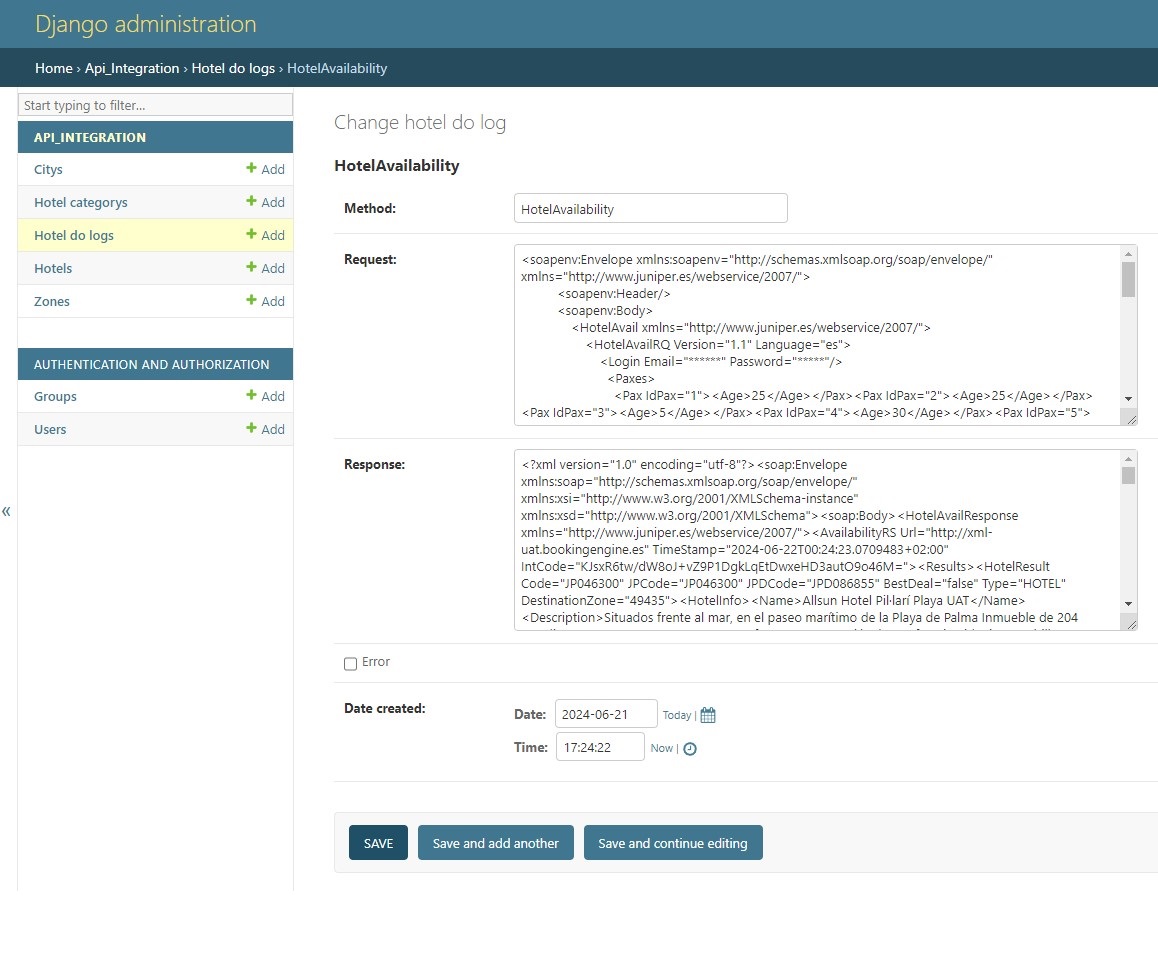 Django administration
Home › Api_Integration › Hotel do logs › HotelAvailability
Start typing to filter...
API_INTEGRATION
Citys + Add
Hotel categorys + Add
Hotel do logs + Add
Hotels + Add
Zones + Add
AUTHENTICATION AND AUTHORIZATION
Groups + Add
Users + Add
«
Change hotel do log
HotelAvailability
Method: HotelAvailability
Request: <soapenv:Envelope xmlns:soapenv="http://schemas.xmlsoap.org/soap/envelope/"
xmlns="http://www.juniper.es/webservice/2007/">
<soapenv:Header/>
<soapenv:Body>
<HotelAvail xmlns="http://www.juniper.es/webservice/2007/">
<HotelAvailRQ Version="1.1" Language="es">
<Login Email="******" Password="*****"/>
<Paxes>
<Pax IdPax="1"><Age>25</Age></Pax><Pax IdPax="2"><Age>25</Age></Pax>
<Pax IdPax="3"><Age>5</Age></Pax><Pax IdPax="4"><Age>30</Age></Pax><Pax IdPax="5">
Response: <?xml version="1.0" encoding="utf-8"?><soap:Envelope
xmlns:soap="http://schemas.xmlsoap.org/soap/envelope/"
xmlns:xsi="http://www.w3.org/2001/XMLSchema-instance"
xmlns:xsd="http://www.w3.org/2001/XMLSchema"><soap:Body><HotelAvailResponse
xmlns="http://www.juniper.es/webservice/2007/"><AvailabilityRS Url="http://xml-
uat.bookingengine.es" TimeStamp="2024-06-22T00:24:23.0709483+02:00"
IntCode="KJsxR6tw/dW8oJ+vZ9P1DgkLqEtDwxeHD3autO9o46M="><Results><HotelResult
Code="JP046300" JPCode="JP046300" JPDCode="JPD086855" BestDeal="false" Type="HOTEL"
DestinationZone="49435"><HotelInfo><Name>Allsun Hotel Pil·larí Playa UAT</Name>
<Description>Situados frente al mar, en el paseo marítimo de la Playa de Palma Inmueble de 204
Error
Date created:
Date: 2024-06-21 Today |
Time: 17:24:22 Now |
SAVE Save and add another Save and continue editing